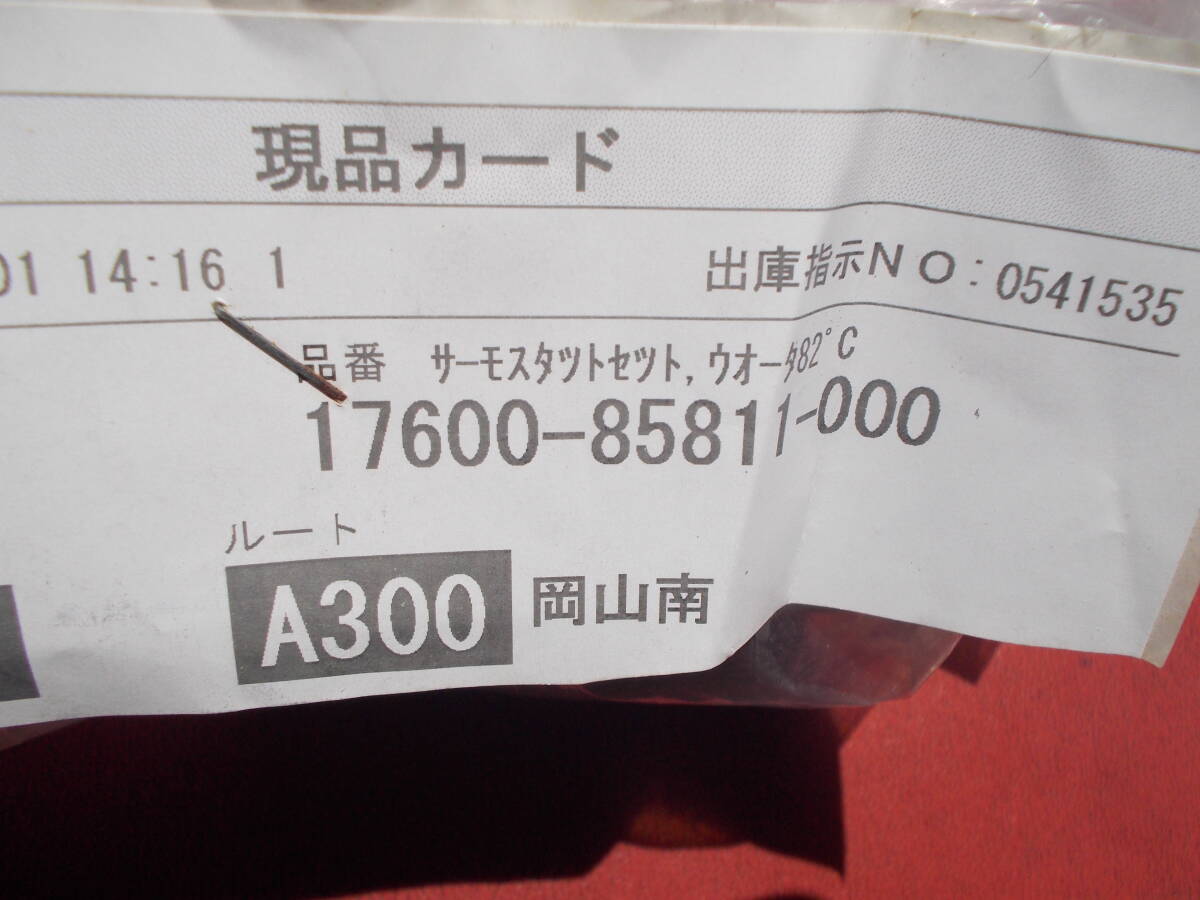 現品カード
01 14:16 1
出庫指示NO:0541535
品番 サーモスタツトセツト,ウオータ82°C
17600-85811-000
ルート
A300 岡山南